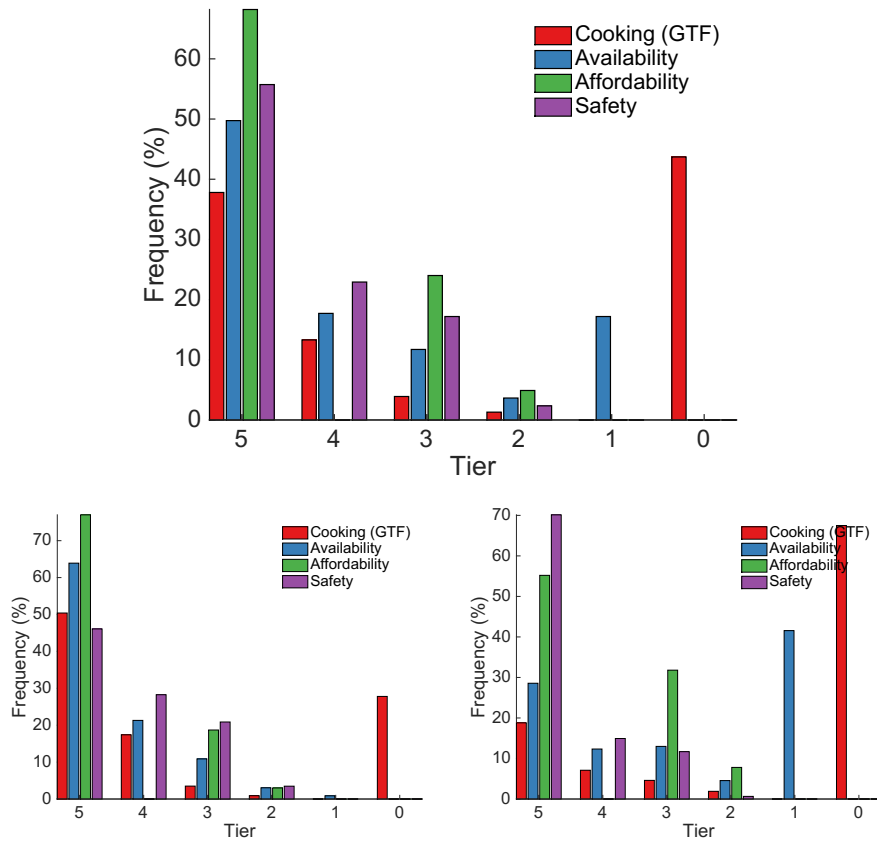 Cooking (GTF)
Availability
Affordability
Safety
Frequency (%)
60
50
40
30
20
10
0
5 4 3 2 1 0
Tier
Cooking (GTF)
Availability
Affordability
Safety
Frequency (%)
70
60
50
40
30
20
10
0
5 4 3 2 1 0
Tier
Cooking (GTF)
Availability
Affordability
Safety
Frequency (%)
70
60
50
40
30
20
10
0
5 4 3 2 1 0
Tier